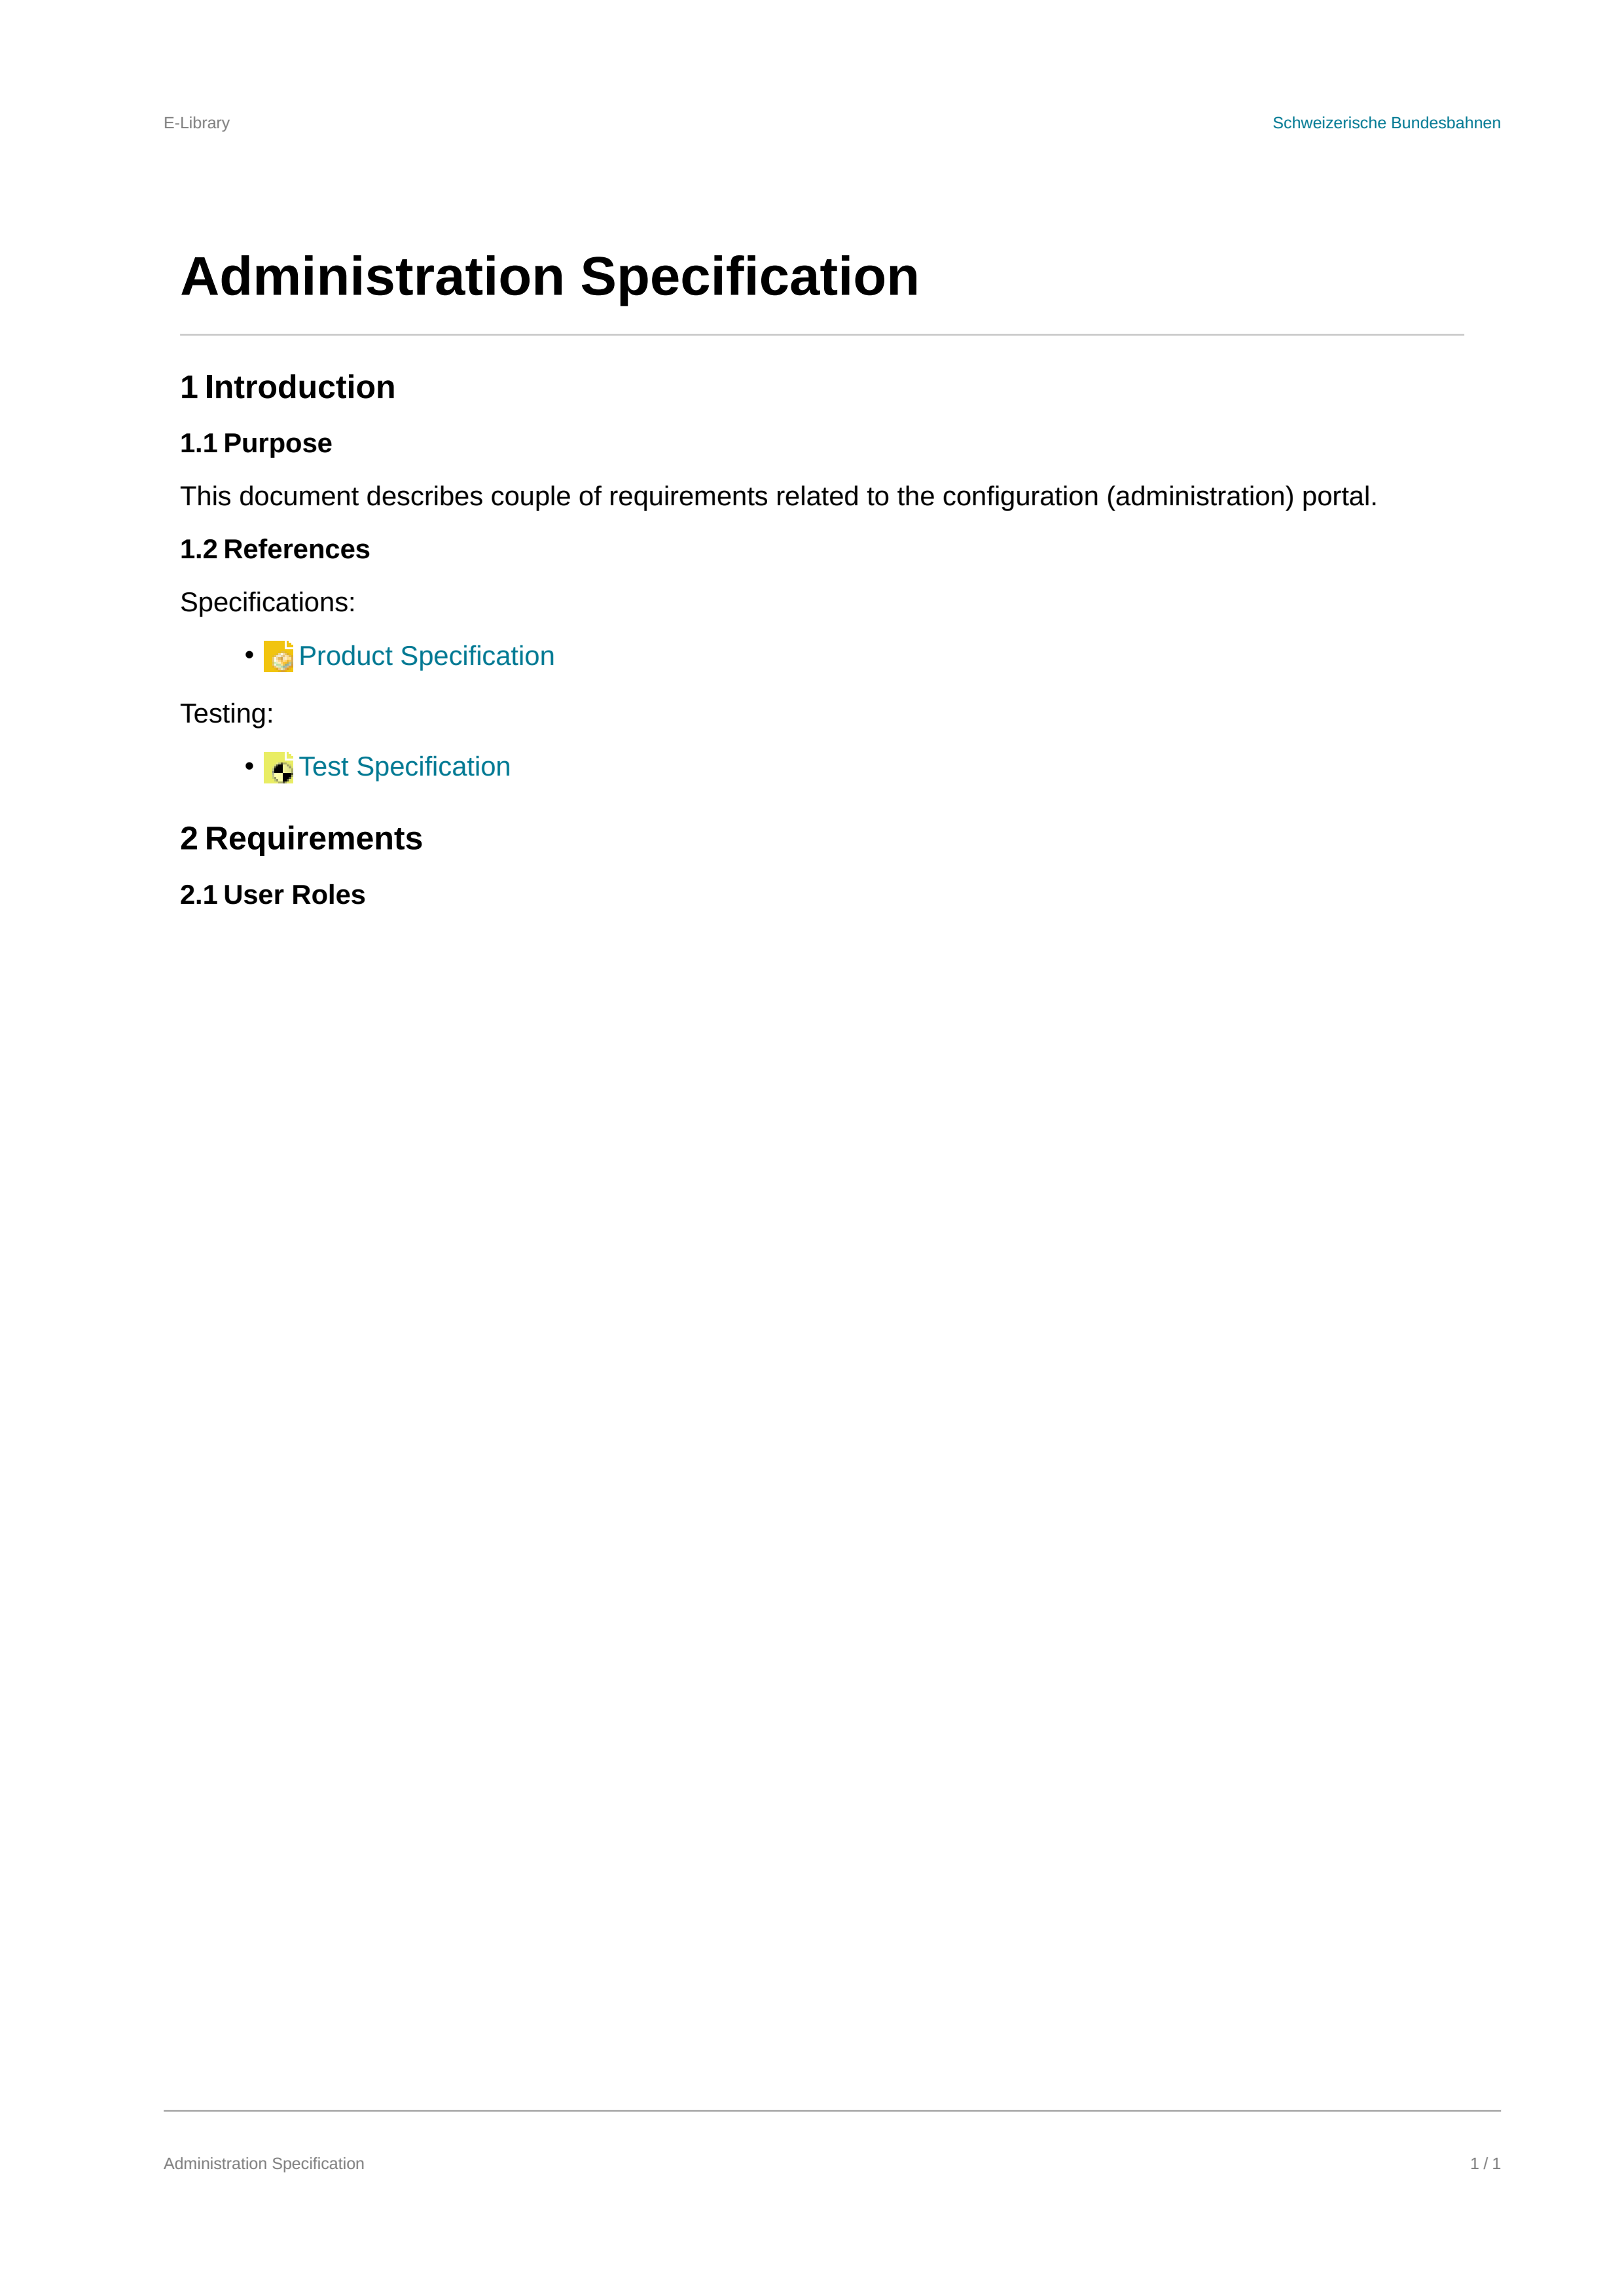 E-Library
Schweizerische Bundesbahnen
Administration Specification
1 Introduction
1.1 Purpose
This document describes couple of requirements related to the configuration (administration) portal.
1.2 References
Specifications:
• Product Specification
Testing:
• Test Specification
2 Requirements
2.1 User Roles
Administration Specification
1 / 1